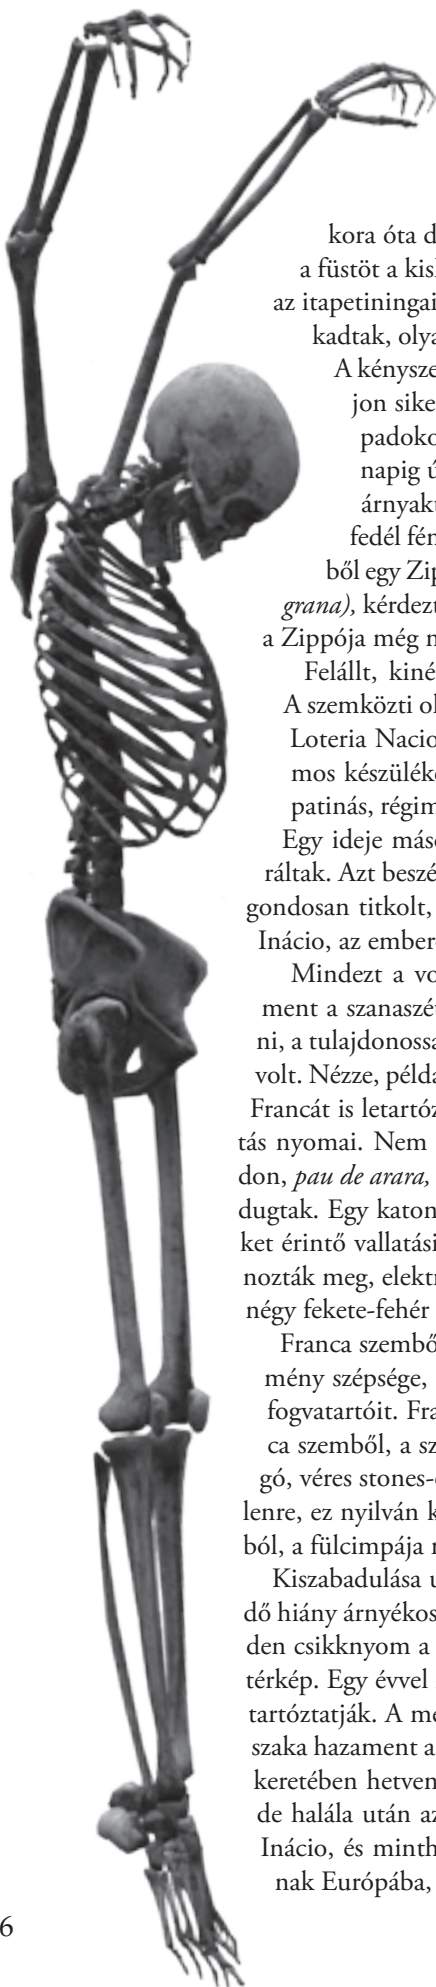 kora óta d
a füstöt a kisl
az itapetiningai
kadtak, olya
A kénysze
jon sike
padoko
napig ú
árnyaku
fedél fén
ből egy Zip
grana), kérdezt
a Zippója még n
Felállt, kiné
A szemközti ol
Loteria Nacio
mos készüléke
patinás, régim
Egy ideje máso
ráltak. Azt beszé
gondosan titkolt,
Inácio, az ember
Mindezt a vo
ment a szanaszét
ni, a tulajdonossa
volt. Nézze, példa
Francát is letartóz
tás nyomai. Nem
don, pau de arara,
dugtak. Egy katon
ket érintő vallatási
nozták meg, elektr
négy fekete-fehér
Franca szembő
mény szépsége,
fogvatartóit. Fra
ca szemből, a sz
gó, véres stones-
lenre, ez nyilván k
ból, a fülcimpája n
Kiszabadulása u
dő hiány árnyékos
den csikknyom a
térkép. Egy évvel
tartóztatják. A me
szaka hazament a
keretében hetven
de halála után az
Inácio, és minth
nak Európába,
6